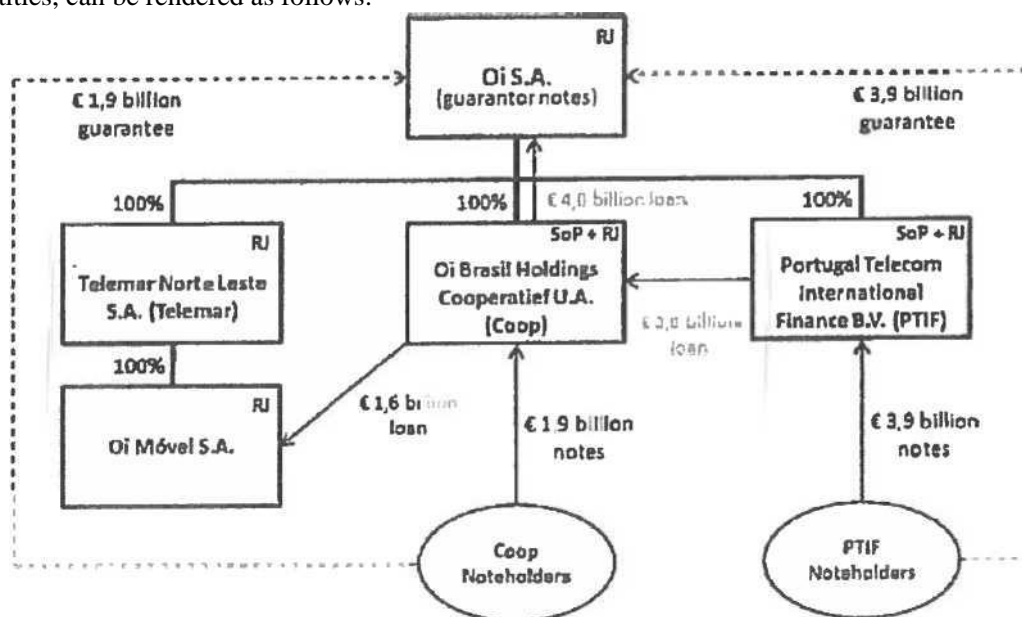 can be rendered as follows:
RJ
Oi S.A.
(guarantor notes)
€ 1,9 billion
guarantee
€ 3,9 billion
guarantee
100%
100%
€ 4,0 billion loan
100%
RJ
Telemar Norte Leste
S.A. (Telemar)
SoP + RJ
Oi Brasil Holdings
Cooperatief U.A.
(Coop)
SoP + RJ
Portugal Telecom
International
Finance B.V. (PTIF)
billion
loan
100%
RJ
Oi Móvel S.A.
€ 1,6 billion
loan
€ 1,9 billion
notes
€ 3,9 billion
notes
Coop
Noteholders
PTIF
Noteholders